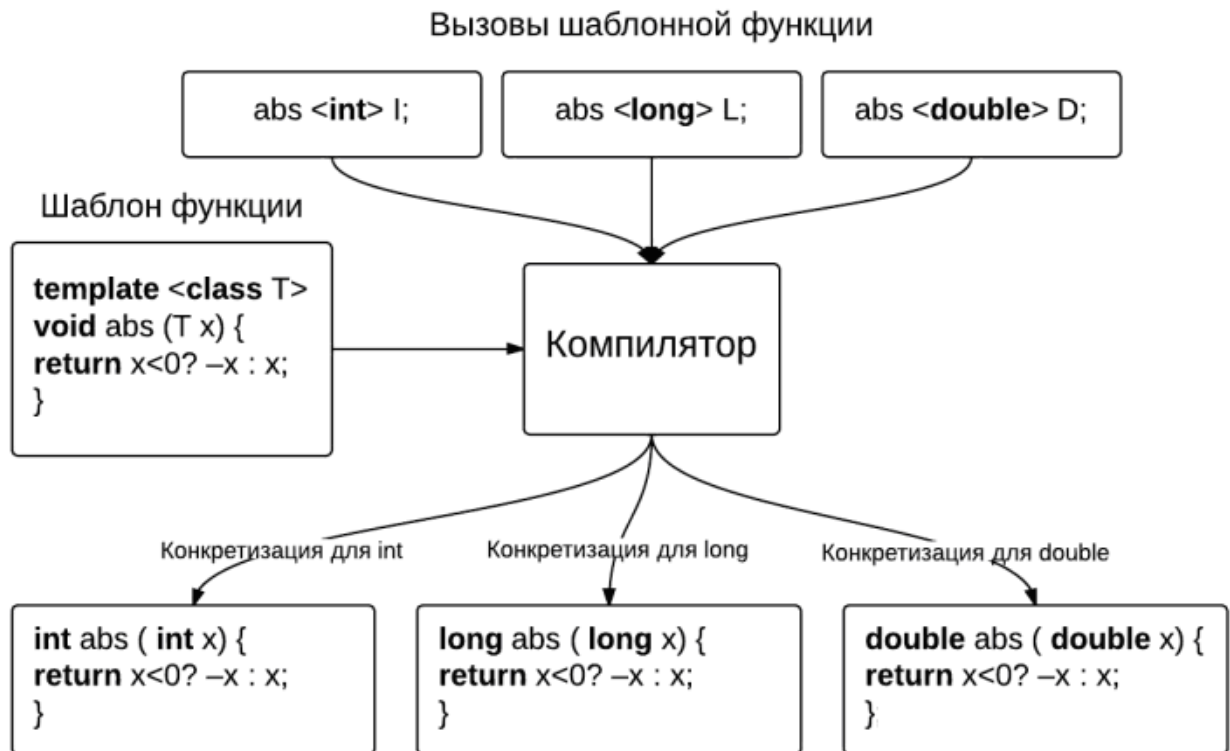 Вызовы шаблонной функции
abs <int> I;
abs <long> L;
abs <double> D;
Шаблон функции
template <class T>
void abs (T x) {
return x<0? –x : x;
}
Компилятор
Конкретизация для int
Конкретизация для long
Конкретизация для double
int abs ( int x) {
return x<0? –x : x;
}
long abs ( long x) {
return x<0? –x : x;
}
double abs ( double x) {
return x<0? –x : x;
}